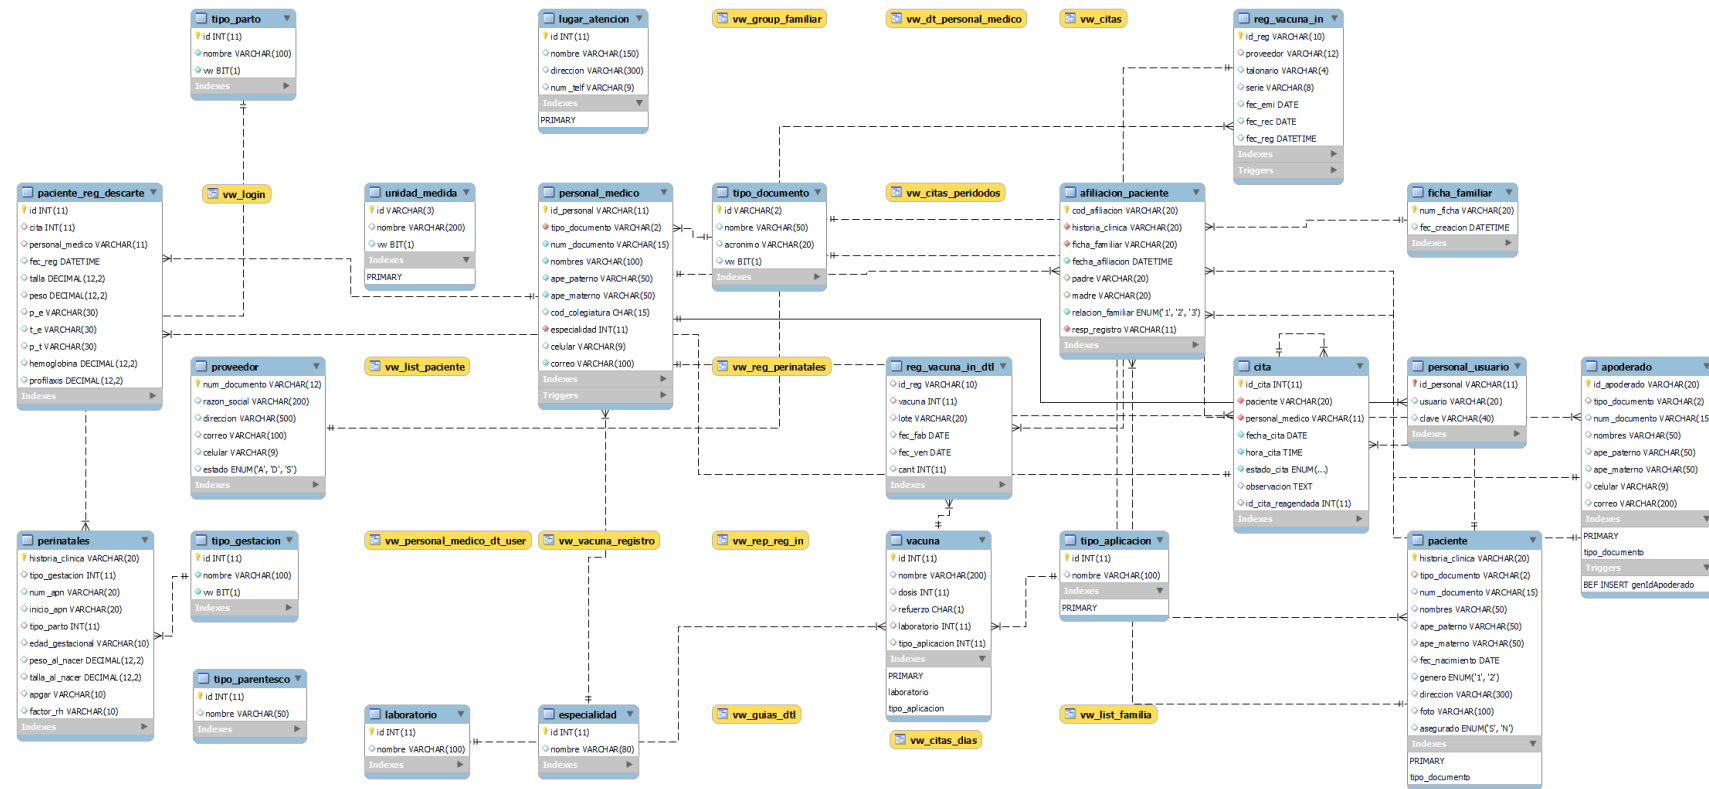 tipo_parto
id INT(11)
nombre VARCHAR(100)
vw BIT(1)
Indexes
lugar_atencion
id INT(11)
nombre VARCHAR(150)
direccion VARCHAR(300)
num_telf VARCHAR(9)
Indexes
PRIMARY
vw_group_familiar
vw_dt_personal_medico
vw_citas
reg_vacuna_in
id_reg VARCHAR(10)
proveedor VARCHAR(12)
talonario VARCHAR(4)
serie VARCHAR(8)
fec_emi DATE
fec_rec DATE
fec_reg DATETIME
Indexes
Triggers
paciente_reg_descarte
id INT(11)
cita INT(11)
personal_medico VARCHAR(11)
fec_reg DATETIME
talla DECIMAL(12,2)
peso DECIMAL(12,2)
p_e VARCHAR(30)
t_e VARCHAR(30)
p_t VARCHAR(30)
hemoglobina DECIMAL(12,2)
profilaxis DECIMAL(12,2)
Indexes
vw_login
unidad_medida
id VARCHAR(3)
nombre VARCHAR(200)
vw BIT(1)
Indexes
PRIMARY
personal_medico
id_personal VARCHAR(11)
tipo_documento VARCHAR(2)
num_documento VARCHAR(15)
nombres VARCHAR(100)
ape_paterno VARCHAR(50)
ape_materno VARCHAR(50)
cod_colegiatura CHAR(15)
especialidad INT(11)
celular VARCHAR(9)
correo VARCHAR(100)
Indexes
Triggers
tipo_documento
id VARCHAR(2)
nombre VARCHAR(50)
acronimo VARCHAR(20)
vw BIT(1)
Indexes
vw_citas_peridodos
afiliacion_paciente
cod_afiliacion VARCHAR(20)
historia_clinica VARCHAR(20)
ficha_familiar VARCHAR(20)
fecha_afiliacion DATETIME
padre VARCHAR(20)
madre VARCHAR(20)
relacion_familiar ENUM('1', '2', '3')
resp_registro VARCHAR(11)
Indexes
ficha_familiar
num_ficha VARCHAR(20)
fec_creacion DATETIME
Indexes
proveedor
num_documento VARCHAR(12)
razon_social VARCHAR(200)
direccion VARCHAR(500)
correo VARCHAR(100)
celular VARCHAR(9)
estado ENUM('A', 'D', 'S')
Indexes
vw_list_paciente
vw_reg_perinatales
reg_vacuna_in_dtl
id_reg VARCHAR(10)
vacuna INT(11)
lote VARCHAR(20)
fec_fab DATE
fec_ven DATE
cant INT(11)
Indexes
cita
id_cita INT(11)
paciente VARCHAR(20)
personal_medico VARCHAR(11)
fecha_cita DATE
hora_cita TIME
estado_cita ENUM(...)
observacion TEXT
id_cita_reagendada INT(11)
Indexes
personal_usuario
id_personal VARCHAR(11)
usuario VARCHAR(20)
clave VARCHAR(40)
Indexes
apoderado
id_apoderado VARCHAR(20)
tipo_documento VARCHAR(2)
num_documento VARCHAR(15
nombres VARCHAR(50)
ape_paterno VARCHAR(50)
ape_materno VARCHAR(50)
celular VARCHAR(9)
correo VARCHAR(200)
Indexes
PRIMARY
tipo_documento
Triggers
BEF INSERT genIdApoderado
perinatales
historia_clinica VARCHAR(20)
tipo_gestacion INT(11)
num_apn VARCHAR(20)
inicio_apn VARCHAR(20)
tipo_parto INT(11)
edad_gestacional VARCHAR(10)
peso_al_nacer DECIMAL(12,2)
talla_al_nacer DECIMAL(12,2)
apgar VARCHAR(10)
factor_rh VARCHAR(10)
Indexes
tipo_gestacion
id INT(11)
nombre VARCHAR(100)
vw BIT(1)
Indexes
vw_personal_medico_dt_user
vw_vacuna_registro
vw_rep_reg_in
vacuna
id INT(11)
nombre VARCHAR(200)
dosis INT(11)
refuerzo CHAR(1)
laboratorio INT(11)
tipo_aplicacion INT(11)
Indexes
PRIMARY
laboratorio
tipo_aplicacion
tipo_aplicacion
id INT(11)
nombre VARCHAR(100)
Indexes
PRIMARY
paciente
historia_clinica VARCHAR(20)
tipo_documento VARCHAR(2)
num_documento VARCHAR(15)
nombres VARCHAR(50)
ape_paterno VARCHAR(50)
ape_materno VARCHAR(50)
fec_nacimiento DATE
genero ENUM('1', '2')
direccion VARCHAR(300)
foto VARCHAR(100)
asegurado ENUM('S', 'N')
Indexes
PRIMARY
tipo_documento
tipo_parentesco
id INT(11)
nombre VARCHAR(50)
Indexes
laboratorio
id INT(11)
nombre VARCHAR(100)
Indexes
especialidad
id INT(11)
nombre VARCHAR(80)
Indexes
vw_guias_dtl
vw_citas_dias
vw_list_familia